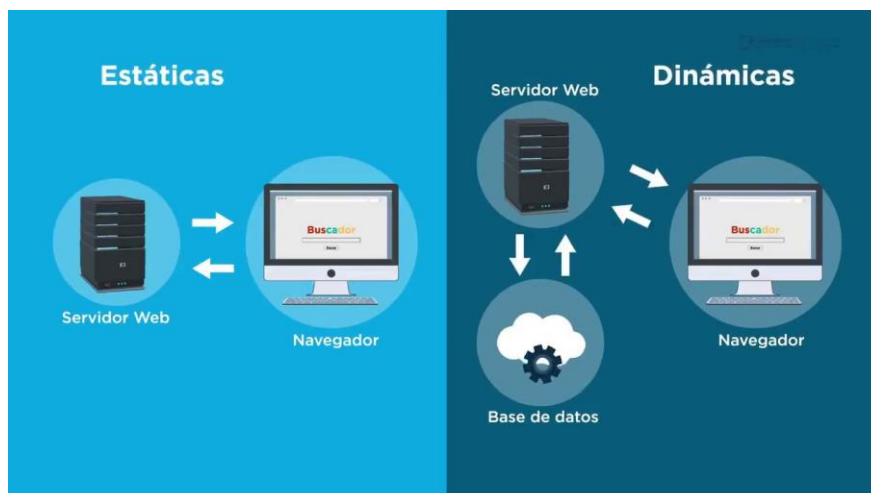 Estáticas
Servidor Web
Buscador
Navegador
Dinámicas
Servidor Web
Buscador
Base de datos
Navegador